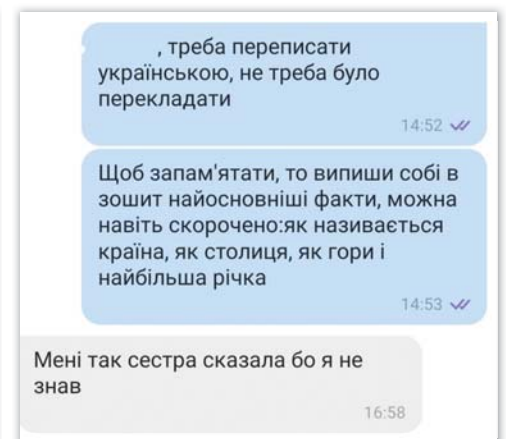 , треба переписати
українською, не треба було
перекладати
14:52
Щоб запам'ятати, то випиши собі в
зошит найосновніші факти, можна
навіть скорочено:як називається
країна, як столиця, як гори і
найбільша річка
14:53
Мені так сестра сказала бо я не
знав
16:58